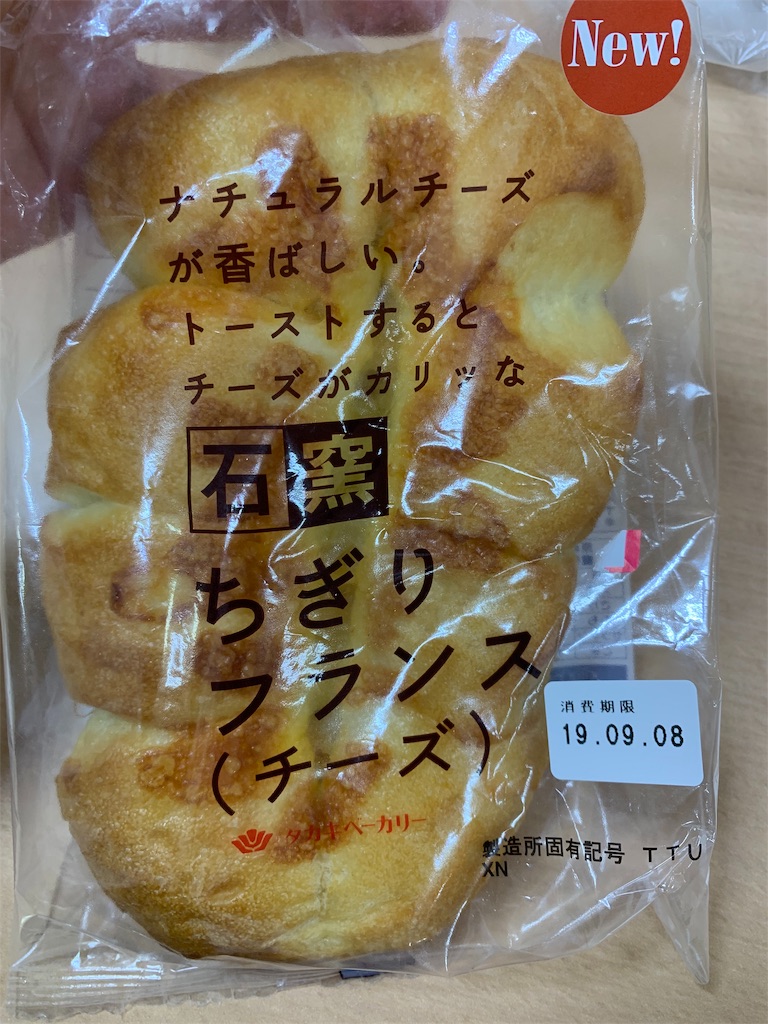 New!
ナチュラルチーズ
が香ばしい。
トーストすると
チーズがカリッな
石窯
ちぎり
フランス
(チーズ)
タカキベーカリー
消費期限
19.09.08
製造所固有記号 TTU
XN